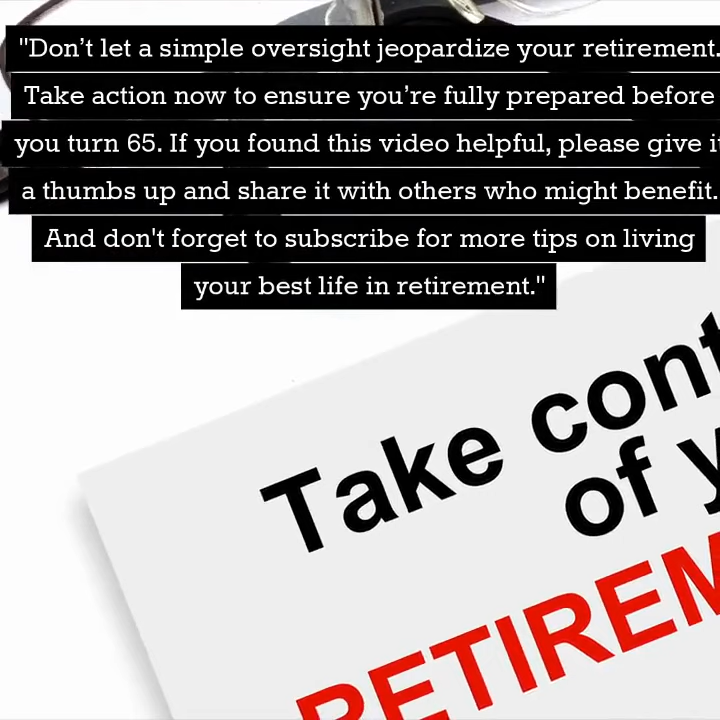 "Don’t let a simple oversight jeopardize your retirement.
Take action now to ensure you’re fully prepared before
you turn 65. If you found this video helpful, please give it
a thumbs up and share it with others who might benefit.
And don't forget to subscribe for more tips on living
your best life in retirement."
Take cont
of y
RETIREM